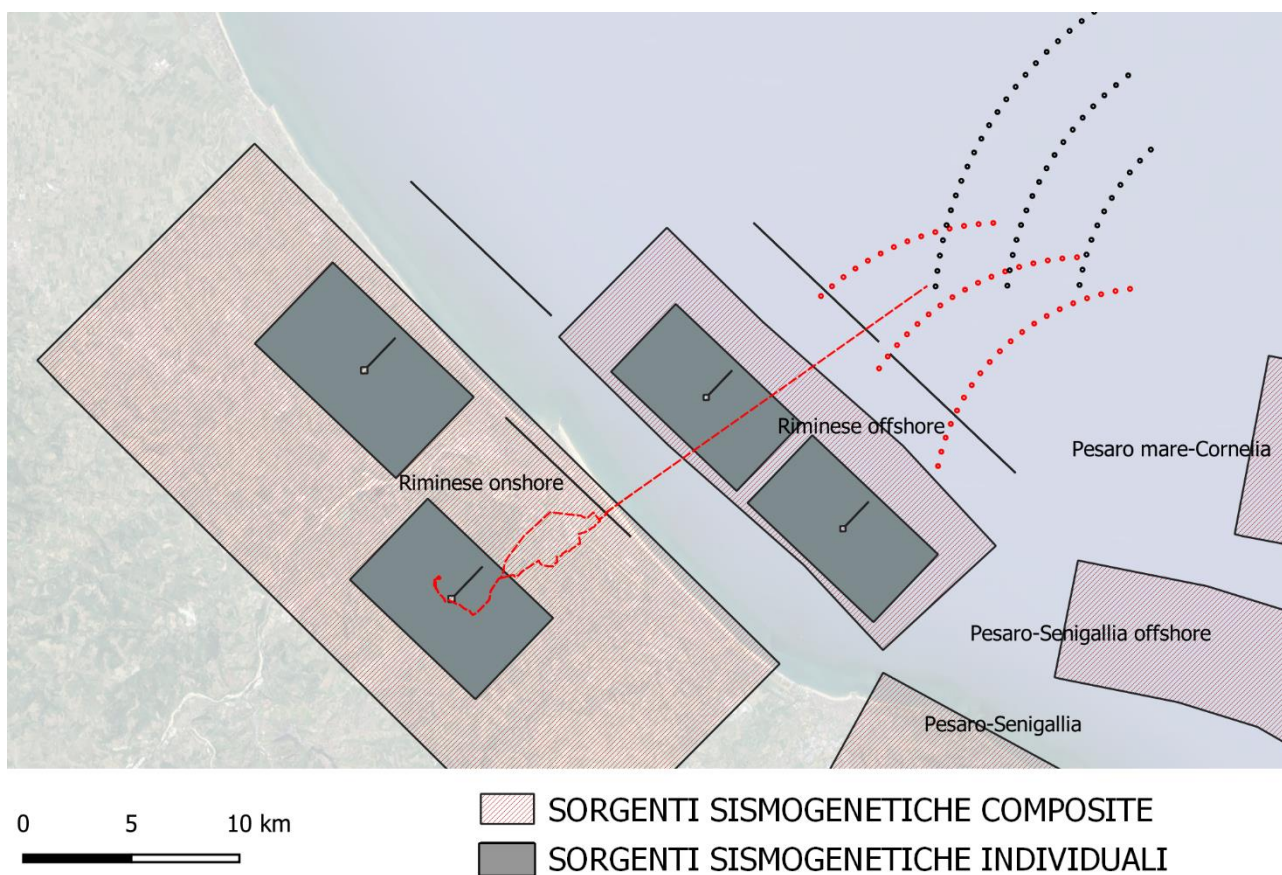 Riminese offshore
Pesaro mare-Cornelia
Riminese onshore
Pesaro-Senigallia offshore
Pesaro-Senigallia
0 5 10 km
SORGENTI SISMOGENETICHE COMPOSITE
SORGENTI SISMOGENETICHE INDIVIDUALI